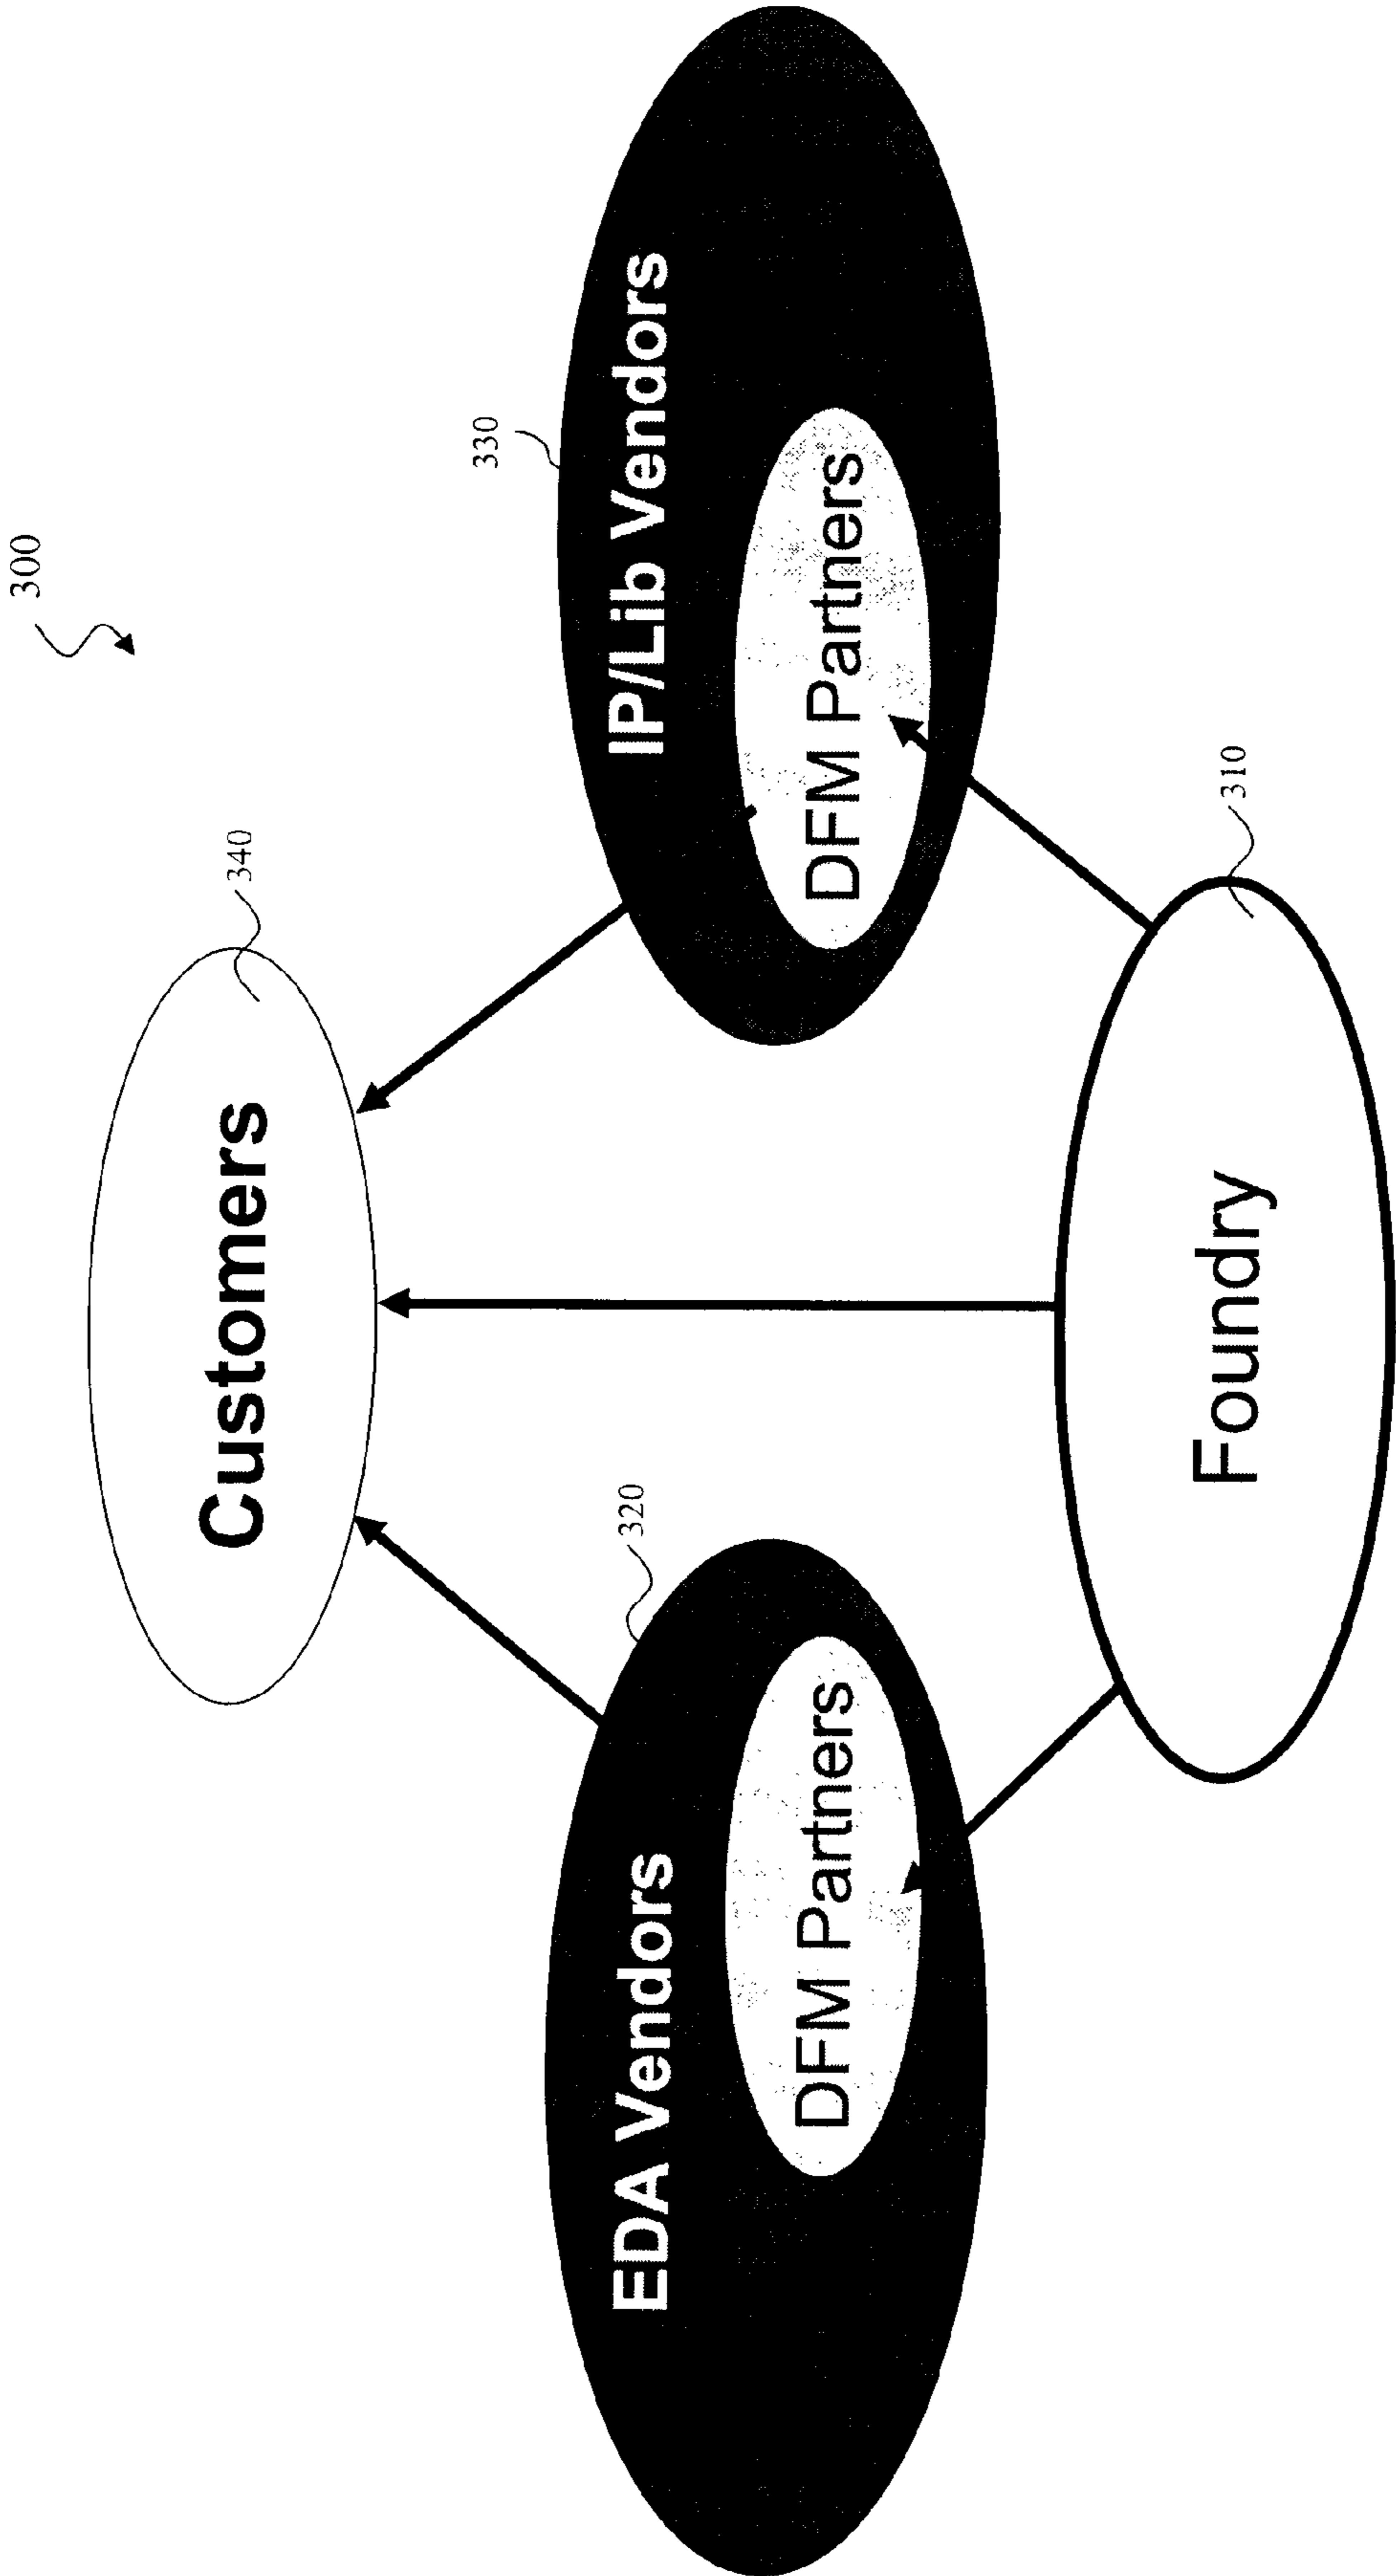 300
Customers
340
EDA Vendors
320
DFM Partners
IP/Lib Vendors
330
DFM Partners
Foundry
310